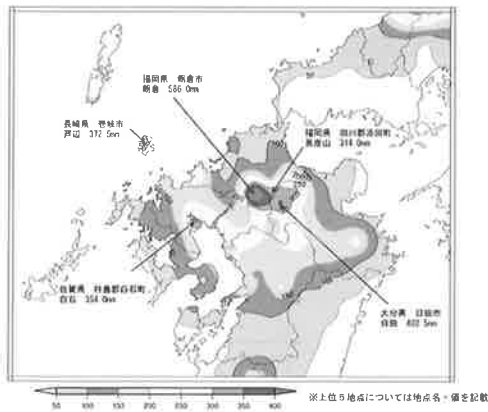 福岡県 朝倉市
朝倉 586.0mm
長崎県 壱岐市
芦辺 372.5mm
福岡県 田川郡添田町
英彦山 314.0mm
佐賀県 杵島郡白石町
白石 354.0mm
大分県 日田市
日田 402.5mm
50 100 150 200 250 300 350 400
※上位５地点については地点名・値を記載